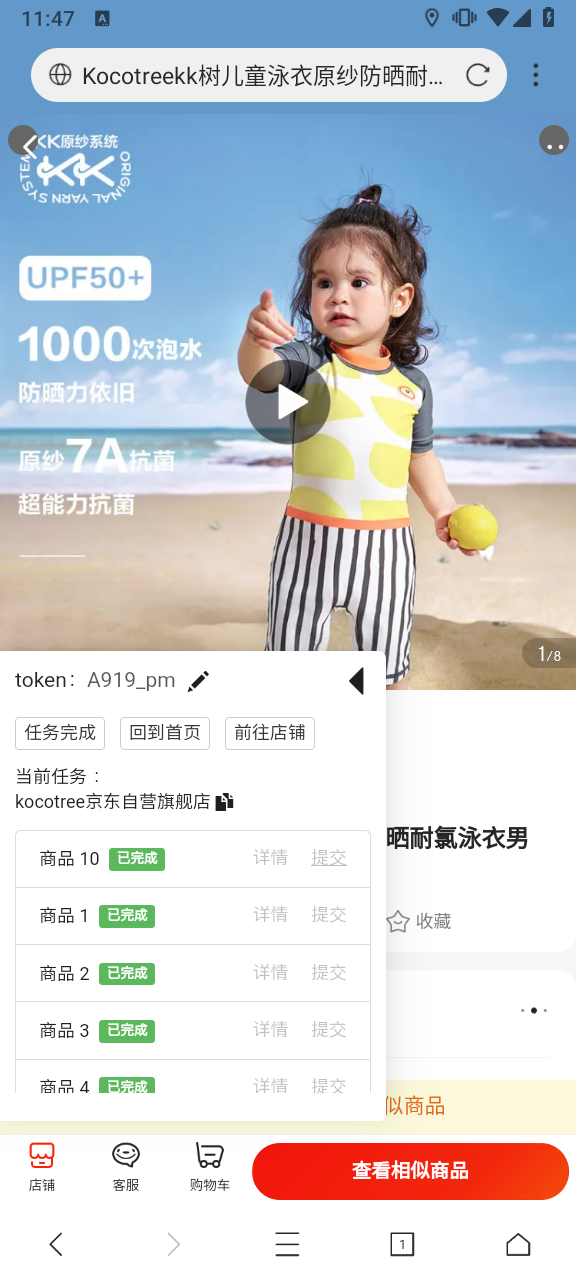 11:47
A
Kocotreekk树儿童泳衣原纱防晒耐...
KK原纱系统
ORIGINAL YARN SYSTEM
UPF50+
1000次泡水
防晒力依旧
原纱7A抗菌
超能力抗菌
1/8
token： A919_pm
任务完成 回到首页 前往店铺
当前任务：
kocotree京东自营旗舰店
商品 10 已完成 详情 提交
晒耐氯泳衣男
商品 1 已完成 详情 提交
收藏
商品 2 已完成 详情 提交
商品 3 已完成 详情 提交
商品 4 已完成 详情 提交
似商品
店铺 客服 购物车 查看相似商品
1